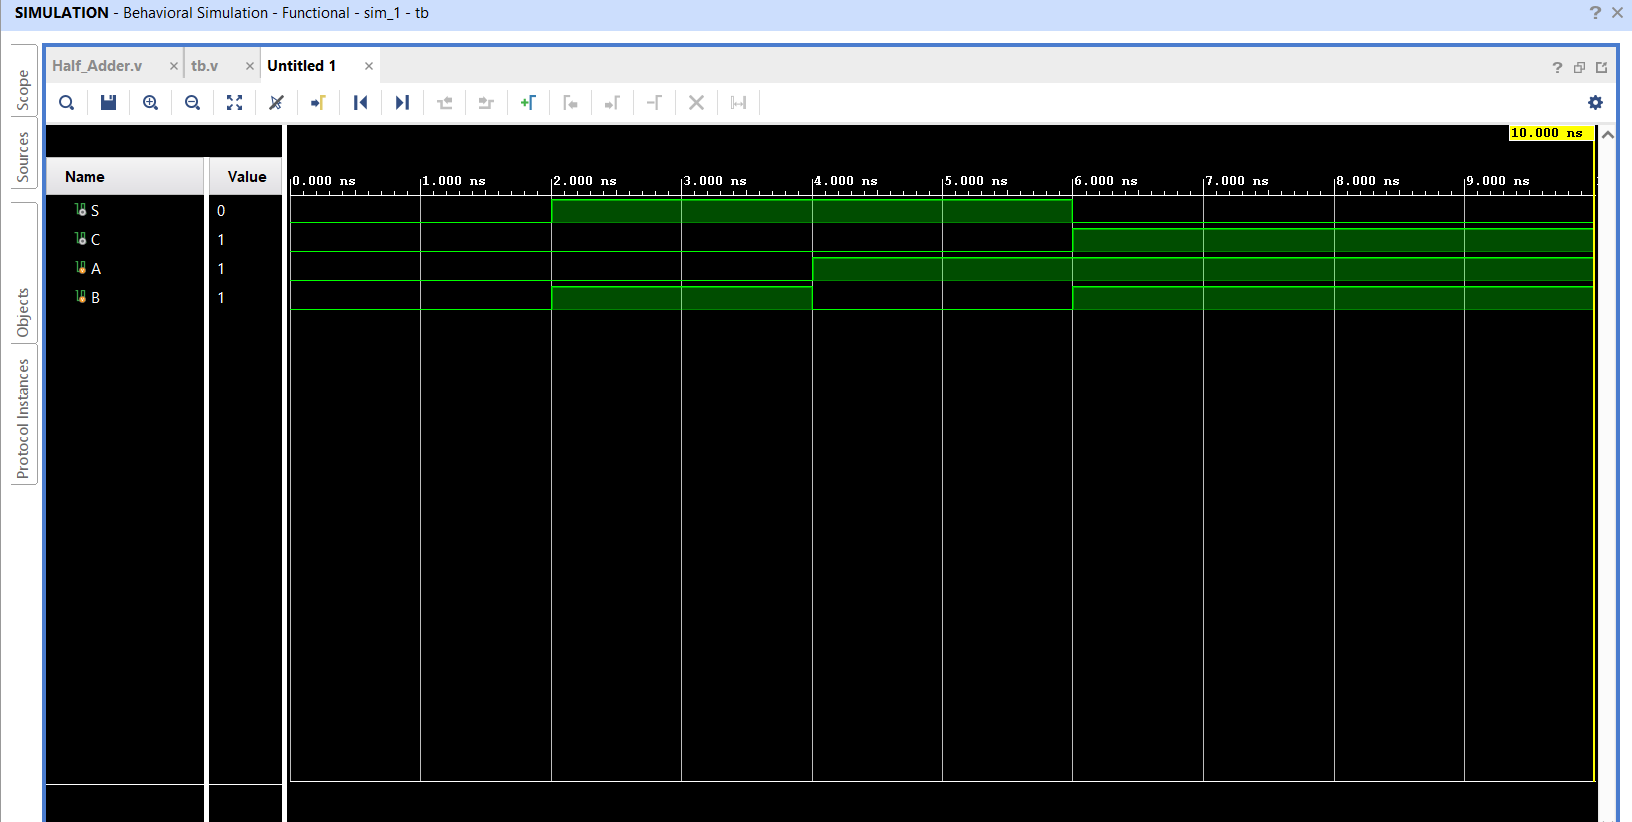 SIMULATION - Behavioral Simulation - Functional - sim_1 - tb
Scope
Sources
Objects
Protocol Instances
Half_Adder.v
tb.v
Untitled 1
10.000 ns
Name Value
0.000 ns 1.000 ns 2.000 ns 3.000 ns 4.000 ns 5.000 ns 6.000 ns 7.000 ns 8.000 ns 9.000 ns
S 0
C 1
A 1
B 1